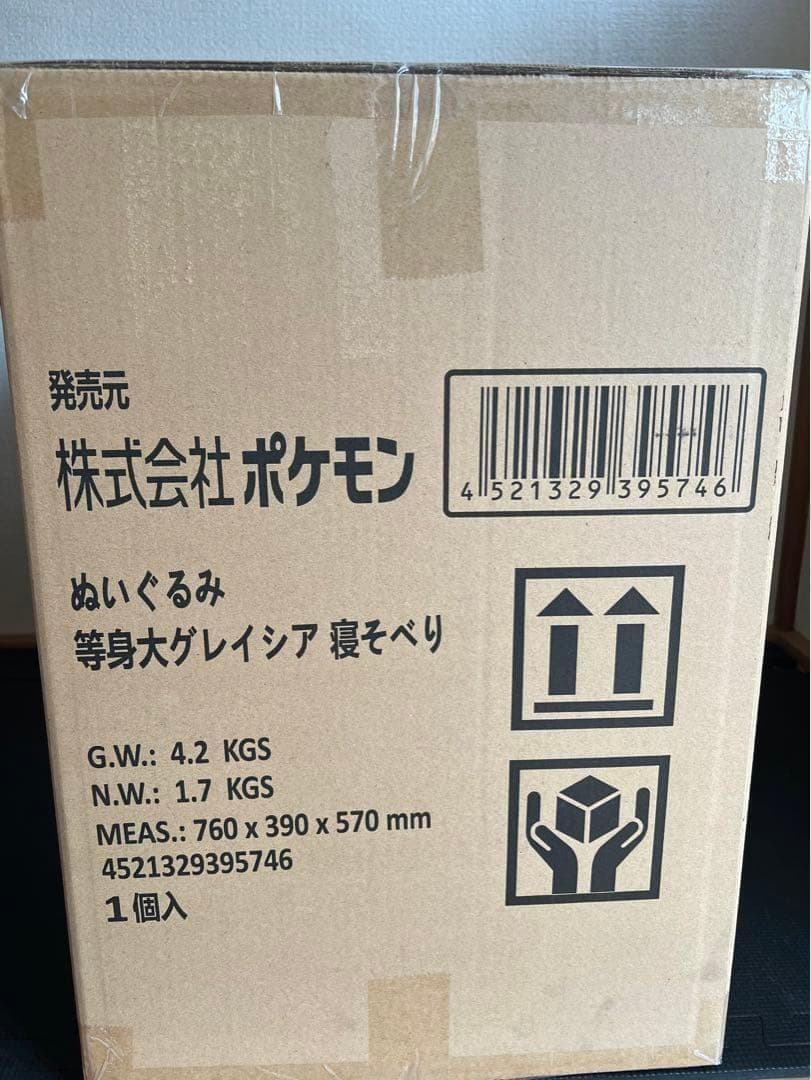 発売元
株式会社 ポケモン
4 521329 395746
ぬいぐるみ
等身大グレイシア 寝そべり
G.W.: 4.2 KGS
N.W.: 1.7 KGS
MEAS.: 760 x 390 x 570 mm
4521329395746
1個入